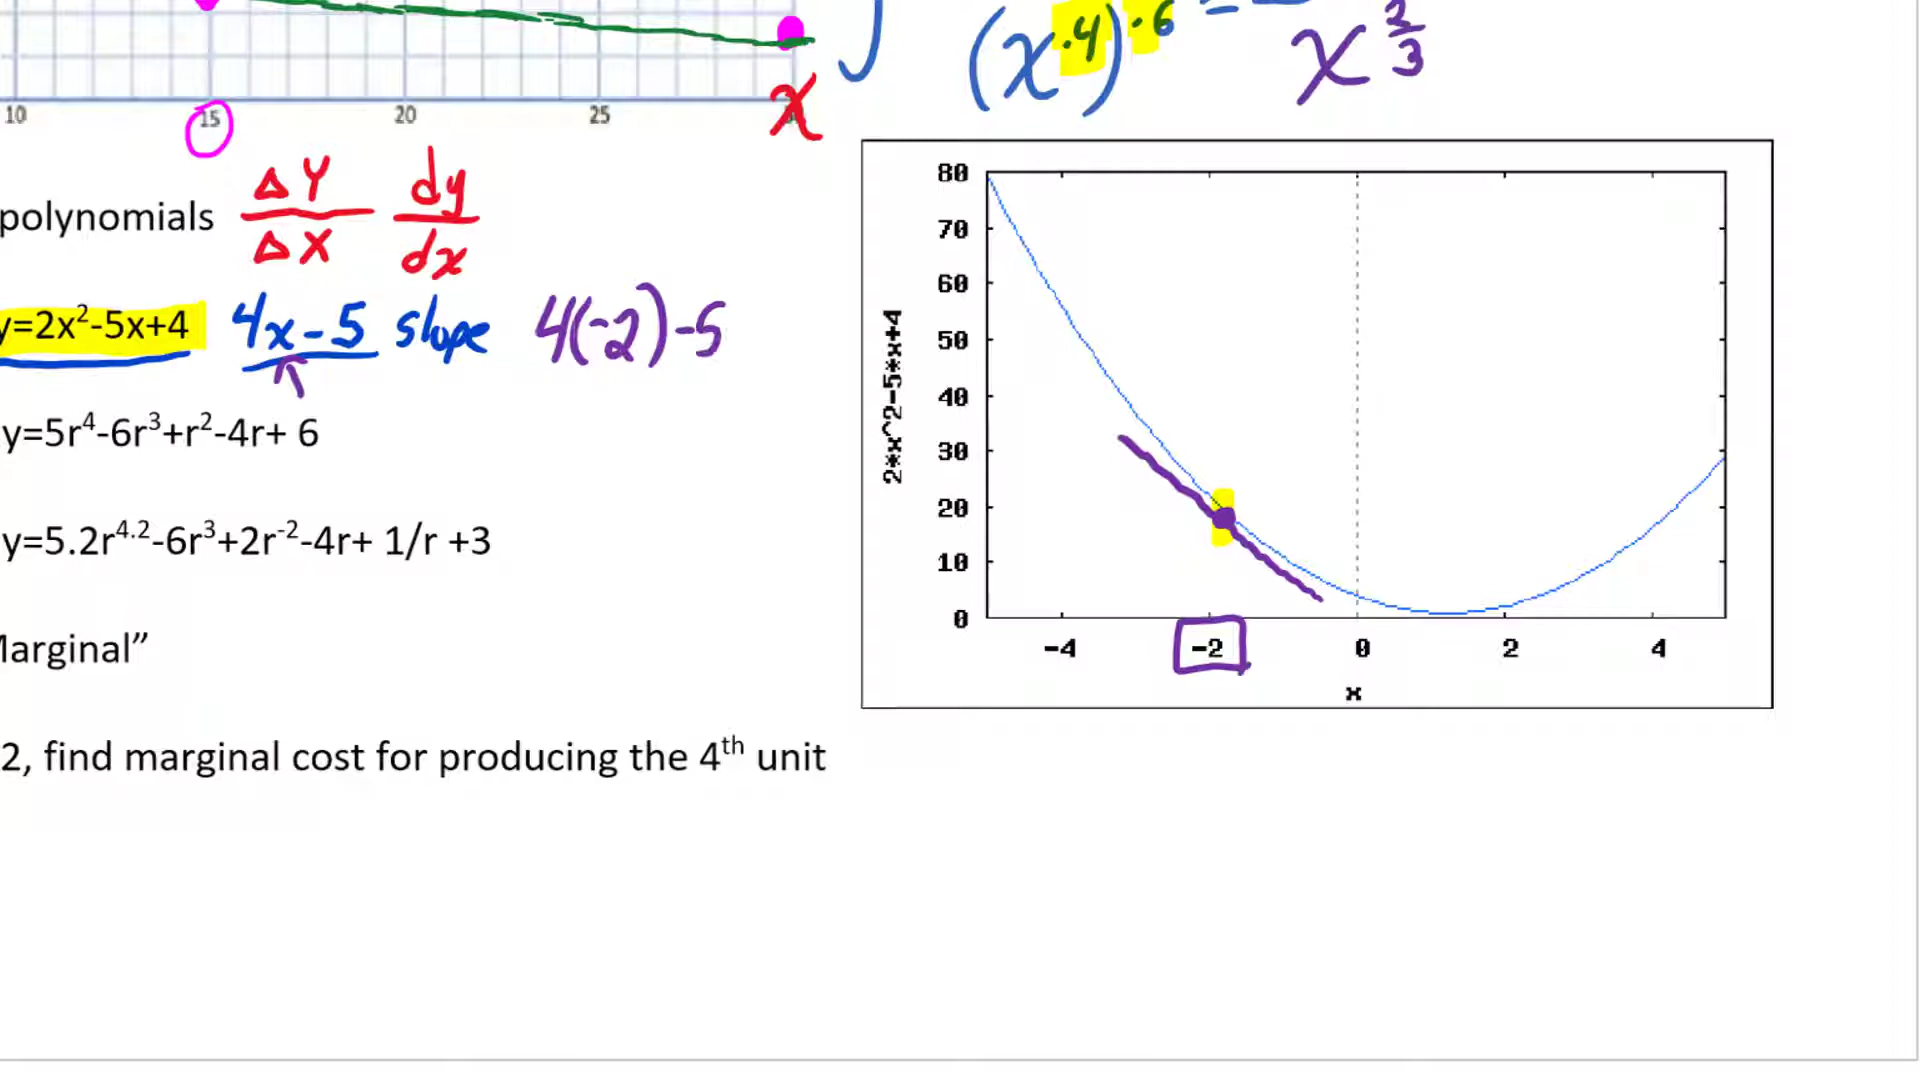 (x^.4)^.6 =
x^2/3
10 15 20 25 x
polynomials ΔY/ΔX dy/dx
y=2x²-5x+4 4x-5 slope 4(-2)-5
y=5r⁴-6r³+r²-4r+ 6
y=5.2r^4.2-6r³+2r^-2-4r+ 1/r +3
Marginal”
2, find marginal cost for producing the 4th unit
2*x^2-5*x+4
80
70
60
50
40
30
20
10
0
-4 -2 0 2 4
x